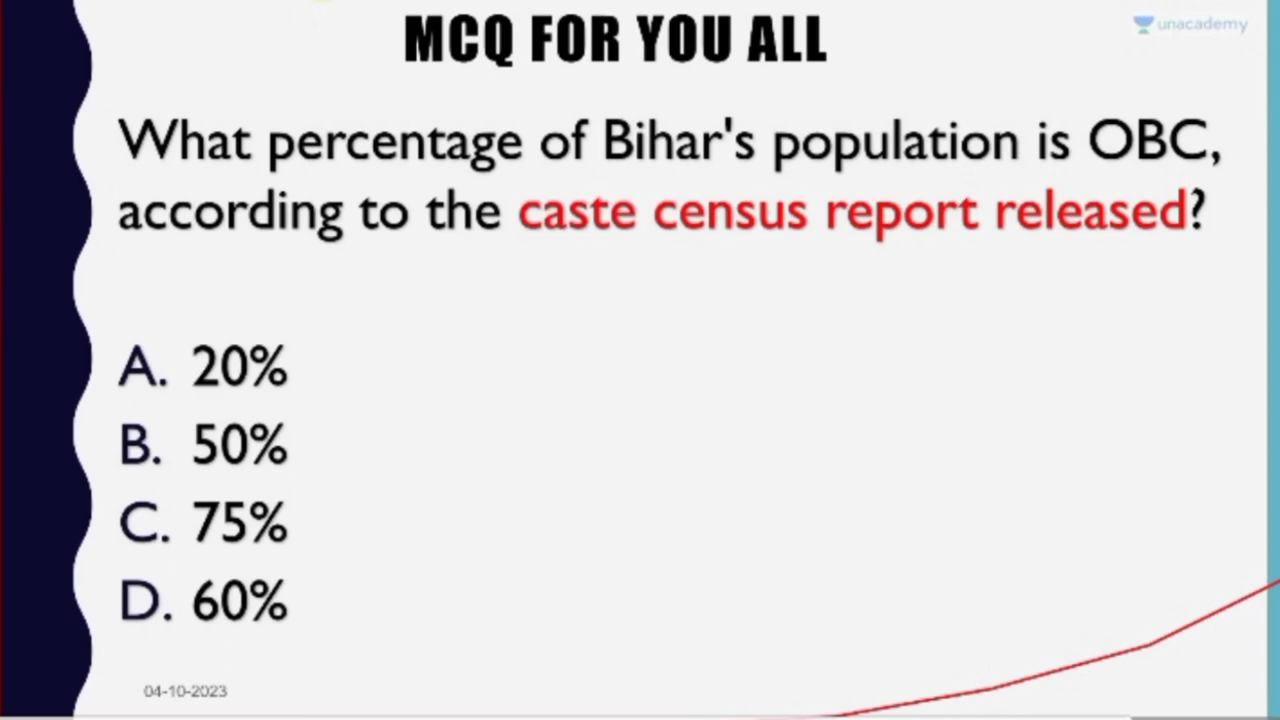 MCQ FOR YOU ALL
unacademy
What percentage of Bihar's population is OBC,
according to the caste census report released?
A. 20%
B. 50%
C. 75%
D. 60%
04-10-2023